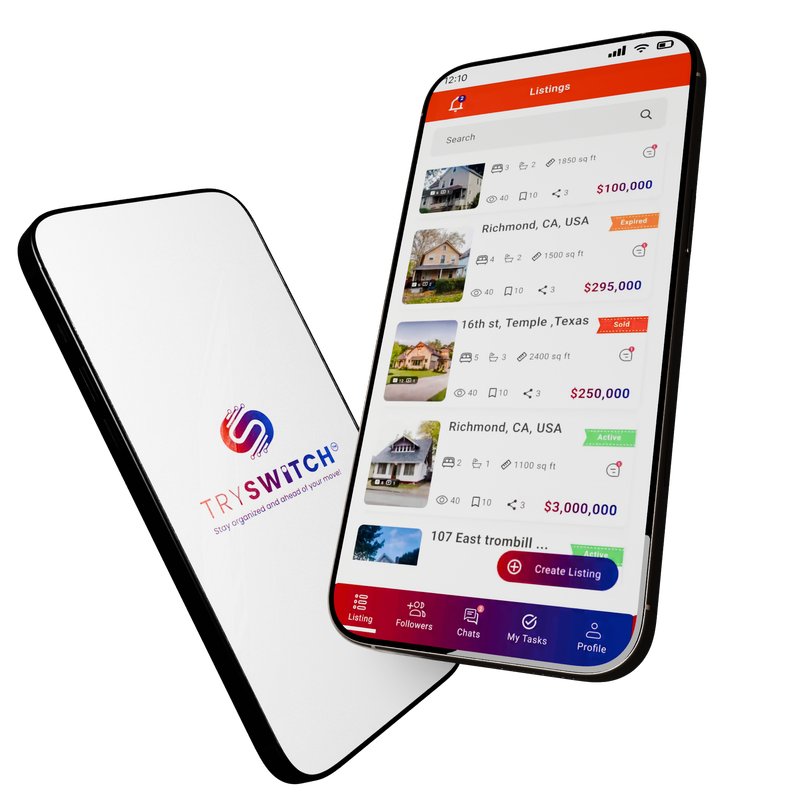 TRYSWITCH
Stay organized and ahead of your move!
12:10
2
Listings
Search
3 2 1850 sq ft
40 10 3 $100,000
Richmond, CA, USA Expired
4 2 1500 sq ft
40 10 3 $295,000
16th st, Temple ,Texas Sold
5 3 2400 sq ft
40 10 3 $250,000
Richmond, CA, USA Active
2 1 1100 sq ft
40 10 3 $3,000,000
107 East trombill ... Active
Create Listing
Listing Followers Chats My Tasks Profile